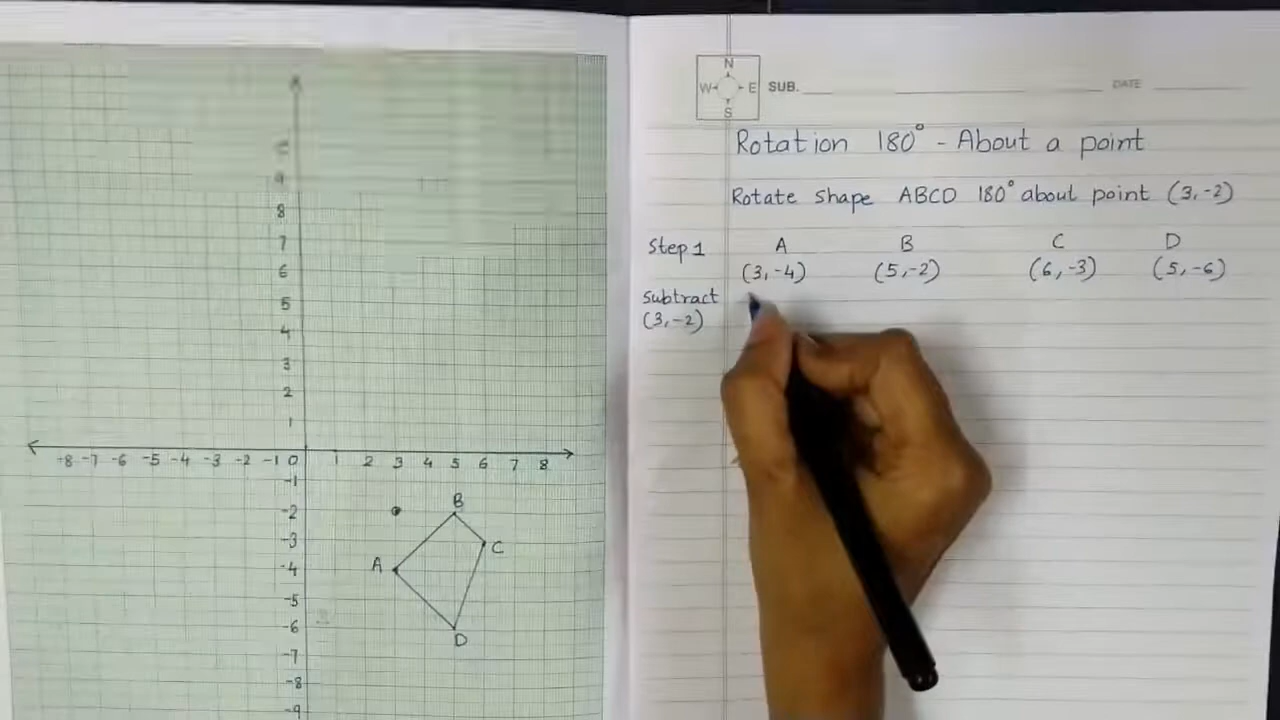 9
8
7
6
5
4
3
2
1
-8 -7 -6 -5 -4 -3 -2 -1 0 1 2 3 4 5 6 7 8
-1
-2
-3
-4
-5
-6
-7
-8
-9
B
C
A
D
N
W E SUB. DATE
S
Rotation 180° - About a point
Rotate shape ABCD 180° about point (3,-2)
Step 1 A B C D
(3,-4) (5,-2) (6,-3) (5,-6)
Subtract
(3,-2)